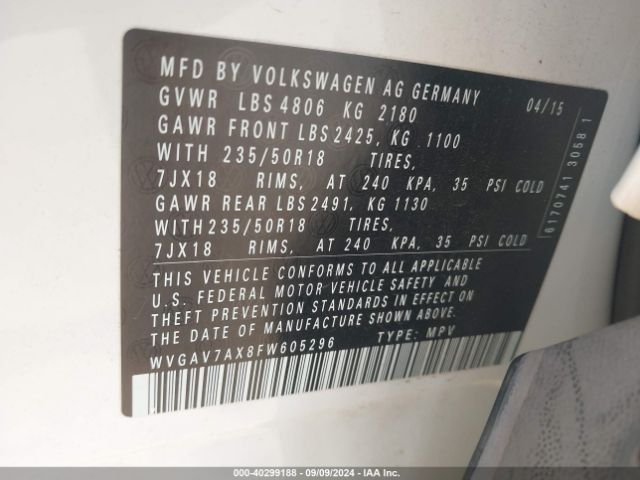 MFD BY VOLKSWAGEN AG GERMANY 04/15
GVWR LBS 4806 KG 2180
GAWR FRONT LBS 2425, KG 1100
WITH 235/50R18 TIRES,
7JX18 RIMS, AT 240 KPA, 35 PSI COLD
GAWR REAR LBS 2491, KG 1130
WITH 235/50R18 TIRES,
7JX18 RIMS, AT 240 KPA, 35 PSI COLD
THIS VEHICLE CONFORMS TO ALL APPLICABLE
U.S. FEDERAL MOTOR VEHICLE SAFETY AND
THEFT PREVENTION STANDARDS IN EFFECT ON
THE DATE OF MANUFACTURE SHOWN ABOVE.
WVGAV7AX8FW605296 TYPE: MPV
6170741 3058 1
000-40299188 - 09/09/2024 - IAA Inc.